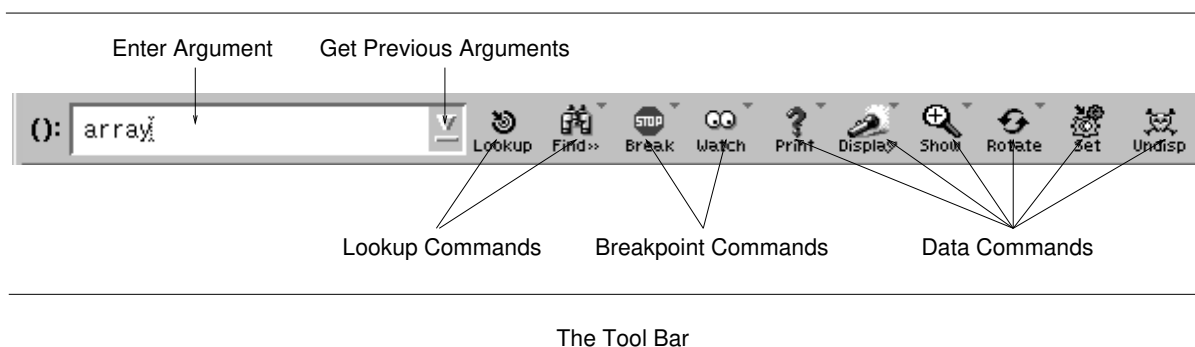 Enter Argument Get Previous Arguments
(): array
Lookup Find»» Break Watch Print Display Show Rotate Set Undisp
STOP
Lookup Commands Breakpoint Commands Data Commands
The Tool Bar